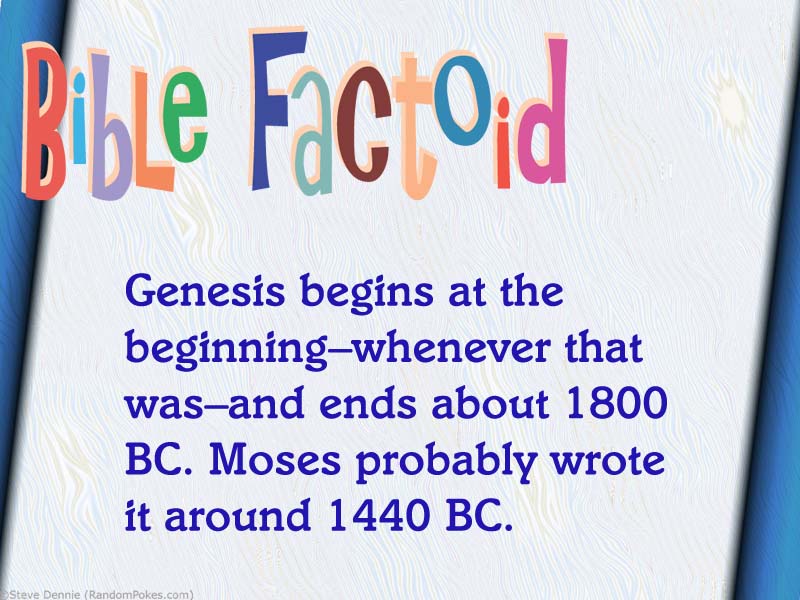 Bible Factoid
Genesis begins at the
beginning–whenever that
was–and ends about 1800
BC. Moses probably wrote
it around 1440 BC.
©Steve Dennie (RandomPokes.com)